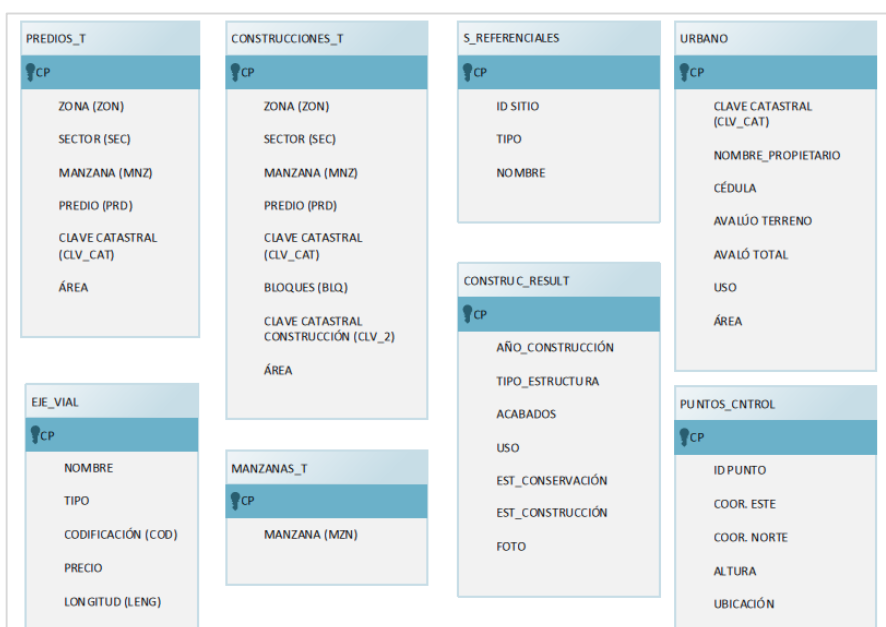 PREDIOS_T
CP
ZONA (ZON)
SECTOR (SEC)
MANZANA (MNZ)
PREDIO (PRD)
CLAVE CATASTRAL
(CLV_CAT)
ÁREA
CONSTRUCCIONES_T
CP
ZONA (ZON)
SECTOR (SEC)
MANZANA (MNZ)
PREDIO (PRD)
CLAVE CATASTRAL
(CLV_CAT)
BLOQUES (BLQ)
CLAVE CATASTRAL
CONSTRUCCIÓN (CLV_2)
ÁREA
S_REFERENCIALES
CP
ID SITIO
TIPO
NOMBRE
URBANO
CP
CLAVE CATASTRAL
(CLV_CAT)
NOMBRE_PROPIETARIO
CÉDULA
AVALÚO TERRENO
AVALÓ TOTAL
USO
ÁREA
CONSTRUC_RESULT
CP
AÑO_CONSTRUCCIÓN
TIPO_ESTRUCTURA
ACABADOS
USO
EST_CONSERVACIÓN
EST_CONSTRUCCIÓN
FOTO
EJE_VIAL
CP
NOMBRE
TIPO
CODIFICACIÓN (COD)
PRECIO
LONGITUD (LENG)
MANZANAS_T
CP
MANZANA (MZN)
PUNTOS_CNTROL
CP
ID PUNTO
COOR. ESTE
COOR. NORTE
ALTURA
UBICACIÓN